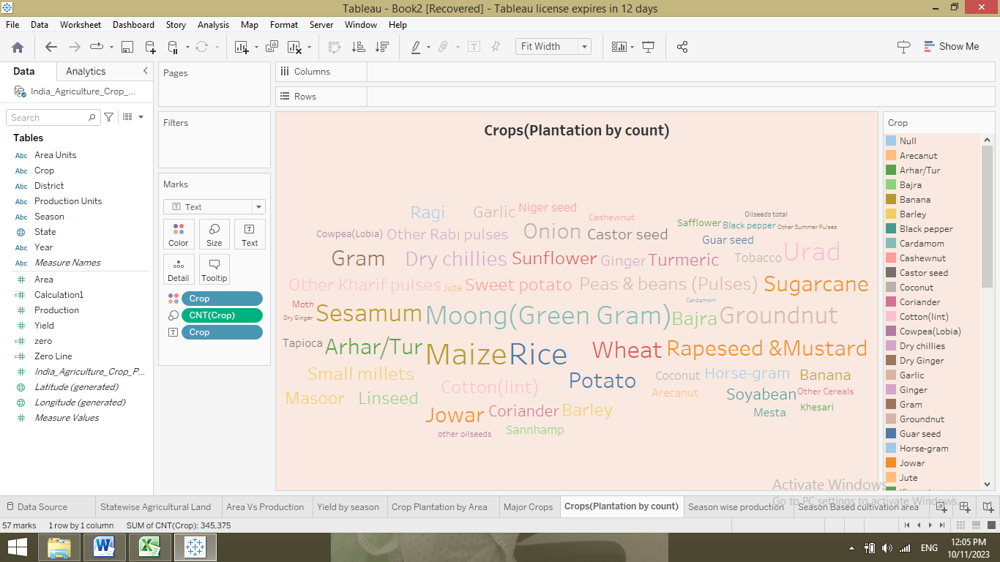 Tableau - Book2 [Recovered] - Tableau license expires in 12 days
File Data Worksheet Dashboard Story Analysis Map Format Server Window Help
Fit Width
Show Me
Data Analytics
India_Agriculture_Crop_...
Search
Tables
Abc Area Units
Abc Crop
Abc District
Abc Production Units
Abc Season
State
Abc Year
Abc Measure Names
Area
Calculation1
Production
Yield
zero
Zero Line
India_Agriculture_Crop_P...
Latitude (generated)
Longitude (generated)
Measure Values
Pages
Filters
Marks
Text
Color Size Text
Detail Tooltip
Crop
CNT(Crop)
Crop
Columns
Rows
Crops(Plantation by count)
Ragi Garlic Niger seed Cashewnut Oilseeds total
Cowpea(Lobia) Other Rabi pulses Onion Castor seed Safflower Black pepper Other Summer Pulses
Guar seed
Gram Dry chillies Sunflower Ginger Turmeric Tobacco Urad
Other Kharif pulses Jute Sweet potato Peas & beans (Pulses) Sugarcane
Moth Cardamom
Dry Ginger Sesamum Moong(Green Gram) Bajra Groundnut
Tapioca Arhar/Tur Maize Rice Wheat Rapeseed &Mustard
Small millets Cotton(lint) Potato Coconut Horse-gram Banana
Masoor Linseed Arecanut Soyabean Other Cereals
Jowar Coriander Barley Mesta Khesari
other oilseeds Sannhamp
Crop
Null
Arecanut
Arhar/Tur
Bajra
Banana
Barley
Black pepper
Cardamom
Cashewnut
Castor seed
Coconut
Coriander
Cotton(lint)
Cowpea(Lobia)
Dry chillies
Dry Ginger
Garlic
Ginger
Gram
Groundnut
Guar seed
Horse-gram
Jowar
Jute
Activate Windows
Go to PC settings to activate Windows.
Data Source Statewise Agricultural Land Area Vs Production Yield by season Crop Plantation by Area Major Crops Crops(Plantation by count) Season wise production Season Based cultivation area
57 marks 1 row by 1 column SUM of CNT(Crop): 345,375
ENG
12:05 PM
10/11/2023